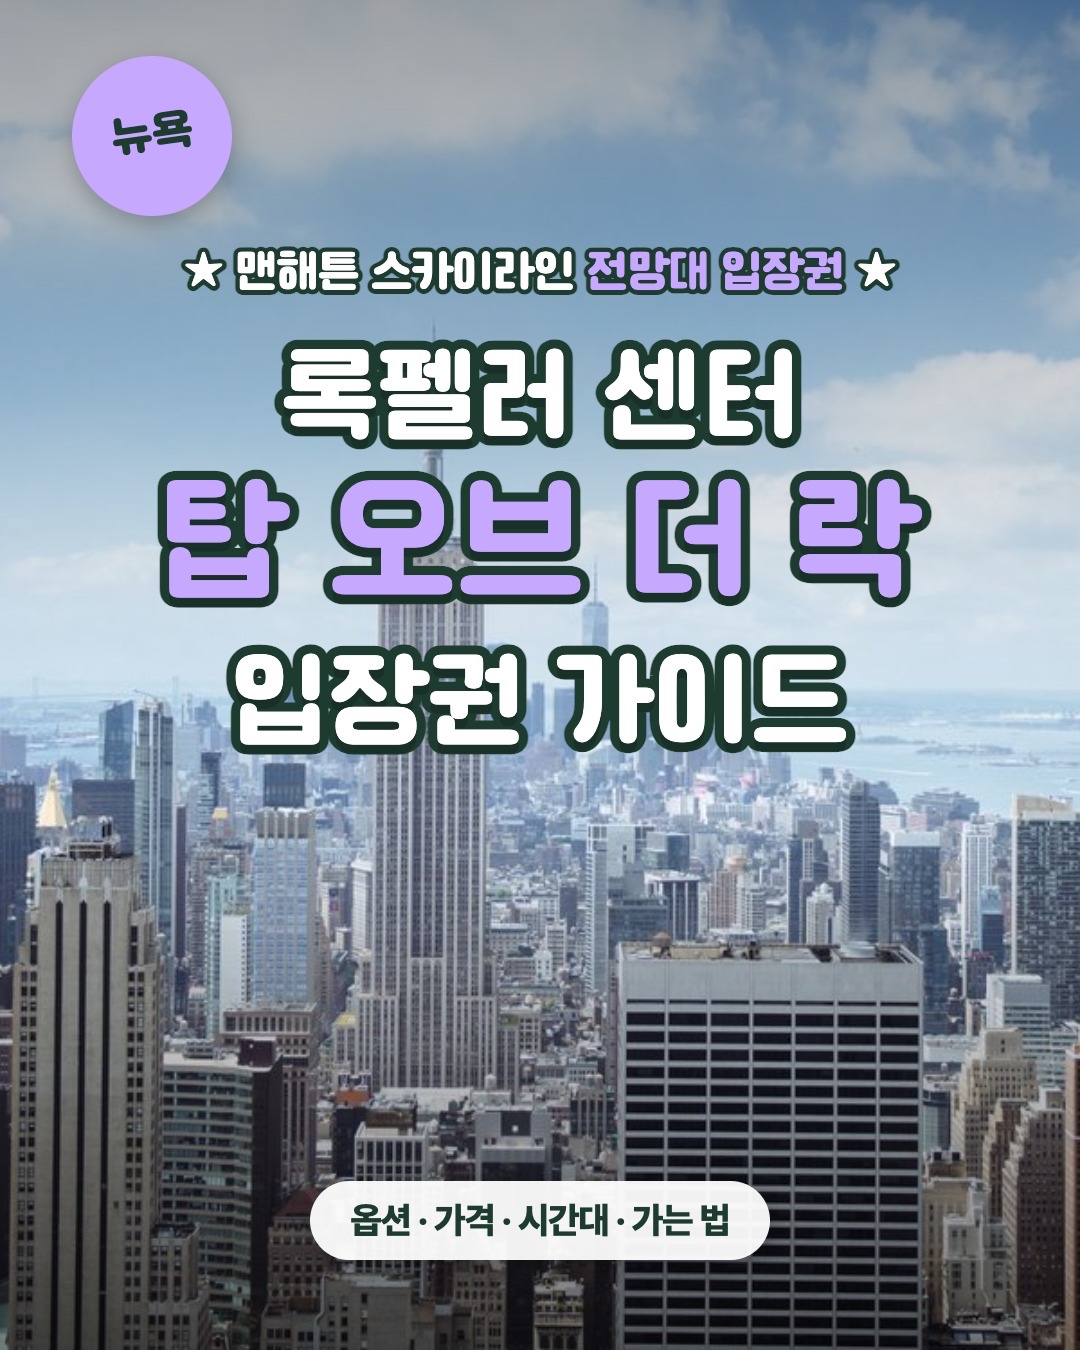 뉴욕
★ 맨해튼 스카이라인 전망대 입장권 ★
록펠러 센터
탑 오브 더 락
입장권 가이드
옵션 · 가격 · 시간대 · 가는 법